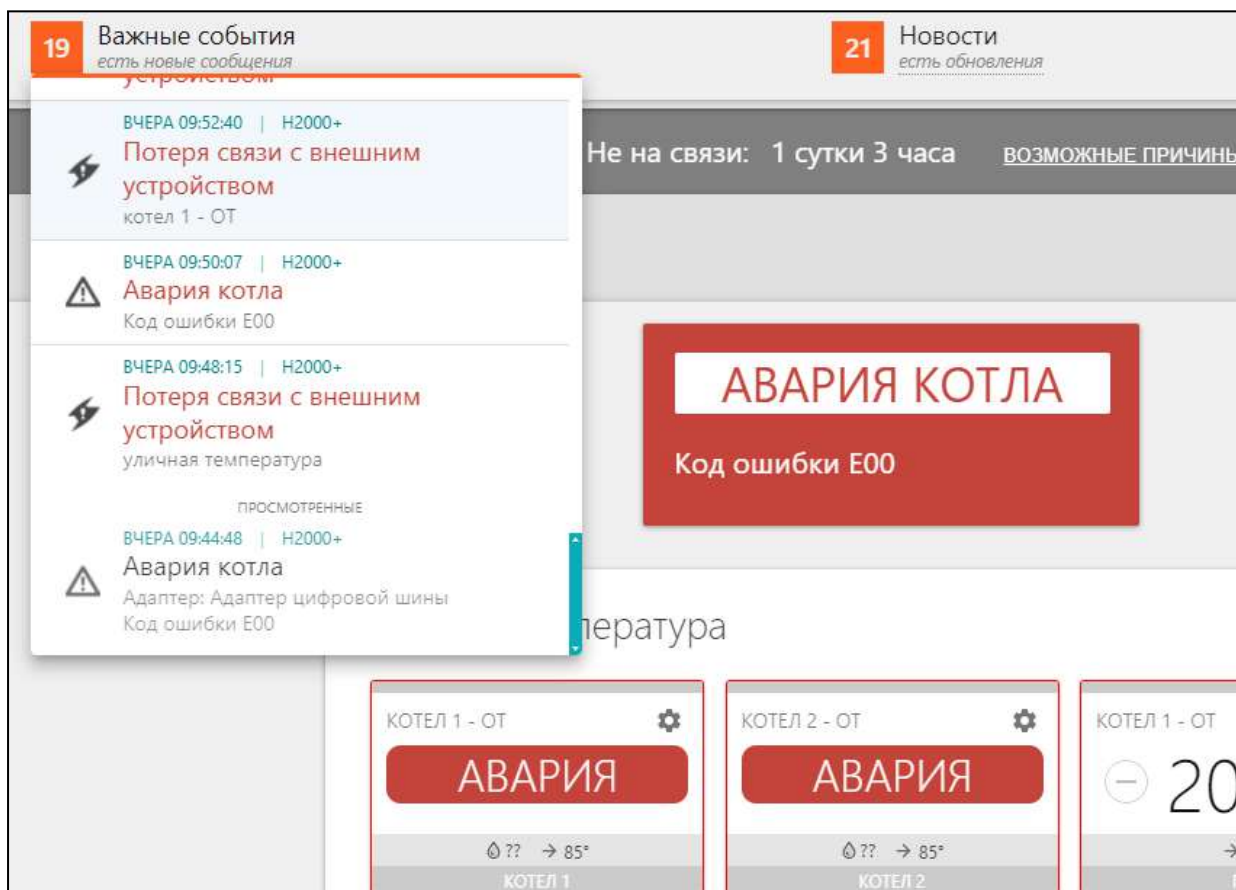 19
Важные события
есть новые сообщения
21
Новости
есть обновления
устройством
ВЧЕРА 09:52:40 | H2000+
Потеря связи с внешним
устройством
котел 1 - ОТ
Не на связи: 1 сутки 3 часа
ВОЗМОЖНЫЕ ПРИЧИНЫ
ВЧЕРА 09:50:07 | H2000+
Авария котла
Код ошибки E00
ВЧЕРА 09:48:15 | H2000+
Потеря связи с внешним
устройством
уличная температура
ПРОСМОТРЕННЫЕ
ВЧЕРА 09:44:48 | H2000+
Авария котла
Адаптер: Адаптер цифровой шины
Код ошибки E00
АВАРИЯ КОТЛА
Код ошибки E00
пература
КОТЕЛ 1 - ОТ
АВАРИЯ
?? → 85°
КОТЕЛ 1
КОТЕЛ 2 - ОТ
АВАРИЯ
?? → 85°
КОТЕЛ 2
КОТЕЛ 1 - ОТ
20